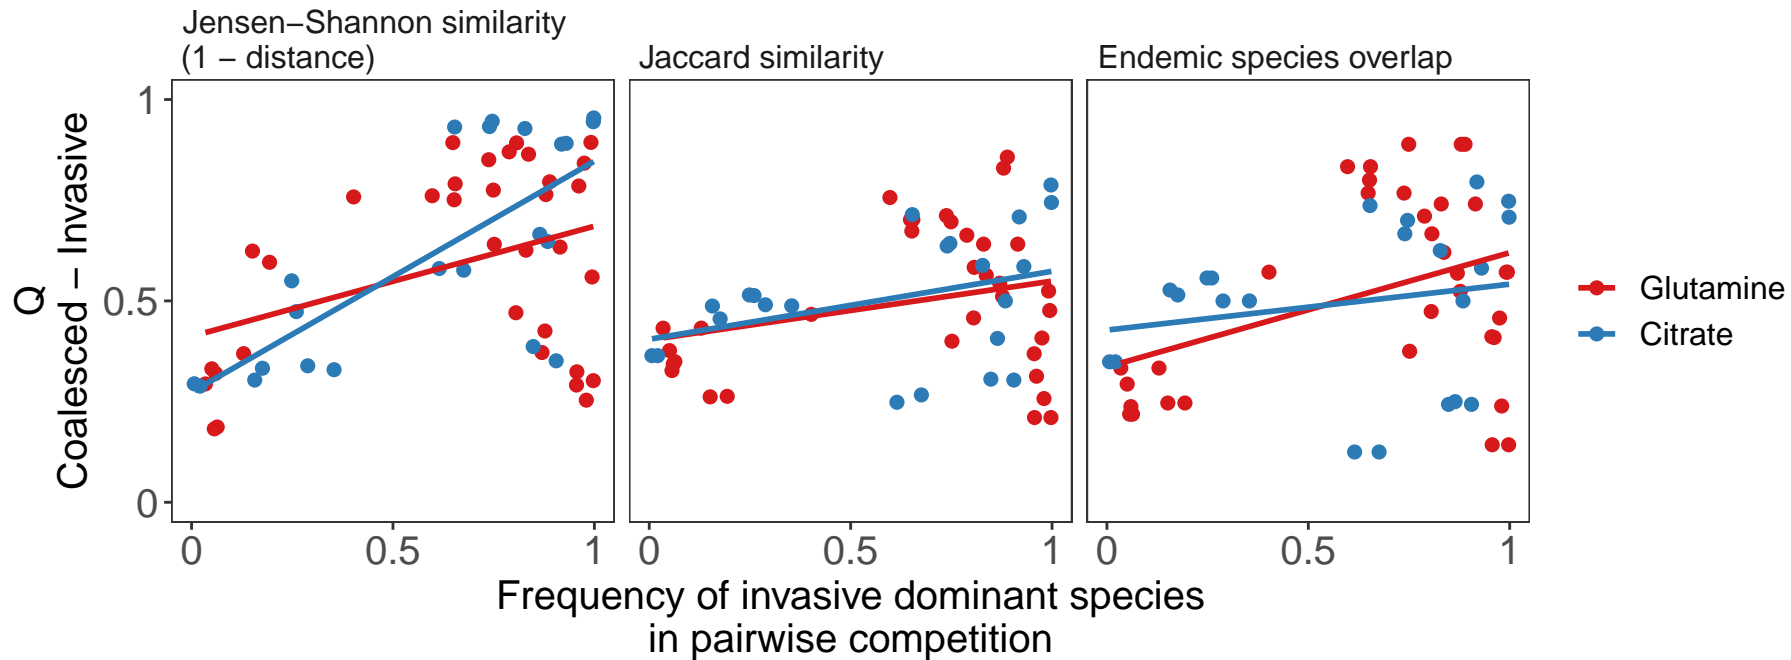 Jensen–Shannon similarity
(1 – distance)
Jaccard similarity
Endemic species overlap
Q
Coalesced – Invasive
1
0.5
0
0 0.5 1
0 0.5 1
0 0.5 1
Frequency of invasive dominant species
in pairwise competition
Glutamine
Citrate